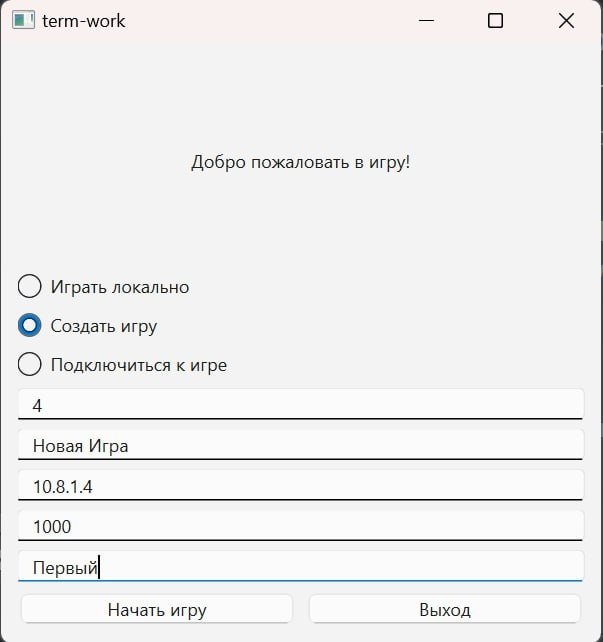 term-work
Добро пожаловать в игру!
Играть локально
Создать игру
Подключиться к игре
4
Новая Игра
10.8.1.4
1000
Первый
Начать игру
Выход